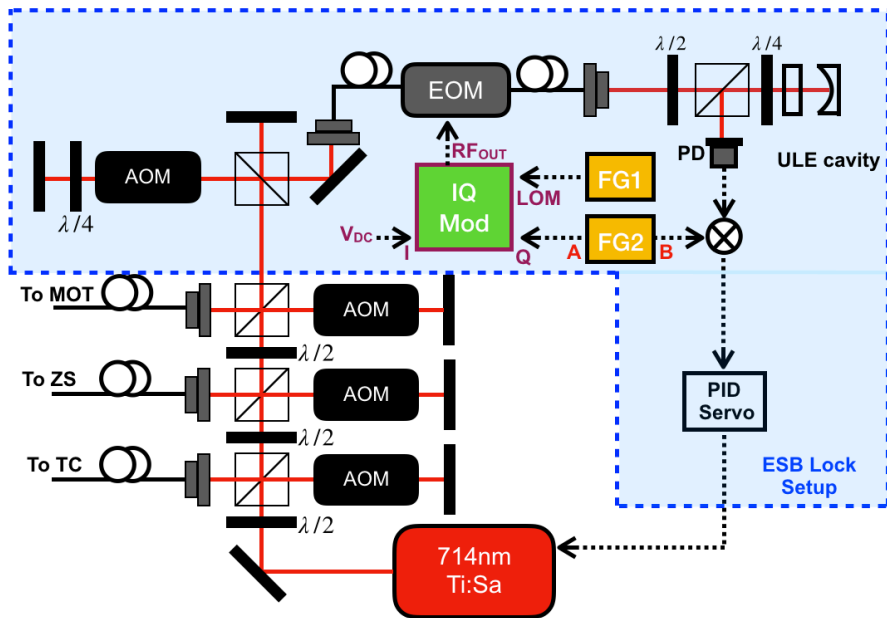 λ/2
λ/4
EOM
PD
ULE cavity
RF_OUT
AOM
λ/4
IQ
Mod
LOM
FG1
V_DC
I
Q
A
FG2
B
To MOT
AOM
λ/2
To ZS
AOM
PID
Servo
λ/2
To TC
AOM
ESB Lock
Setup
λ/2
714nm
Ti:Sa